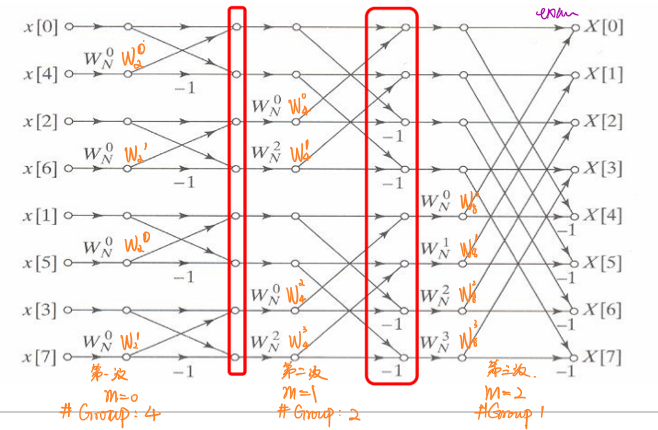 exam
x[0] X[0]
W_N^0 W_2^0
x[4] -1 X[1]
W_N^0 W_4^0
x[2] -1 X[2]
W_N^0 W_2^1 W_N^2 W_4^1
x[6] -1 -1 X[3]
W_N^0 W_8^0
x[1] -1 X[4]
W_N^0 W_2^0 W_N^1 W_8^1
x[5] -1 -1 X[5]
W_N^0 W_4^2 W_N^2 W_8^2
x[3] -1 -1 X[6]
W_N^0 W_2^1 W_N^2 W_4^3 W_N^3 W_8^3
x[7] -1 -1 -1 X[7]
第一次 第二次 第三次.
m=0 m=1 m=2
# Group: 4 # Group: 2 #Group 1